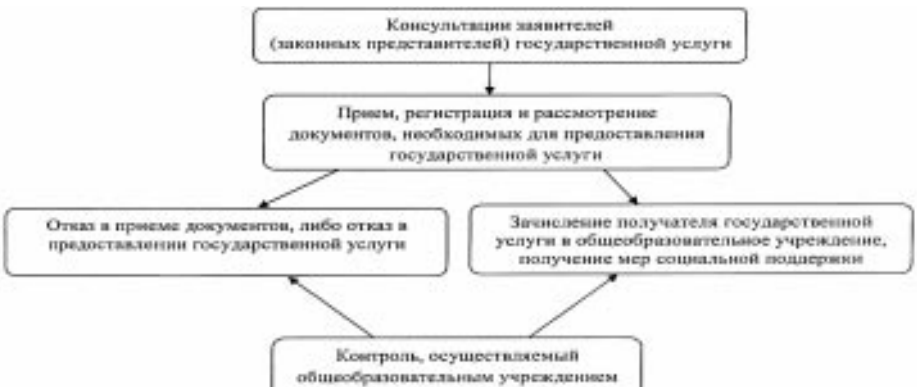 Консультации заявителей
(законных представителей) государственной услуги
Прием, регистрация и рассмотрение
документов, необходимых для предоставления
государственной услуги
Отказ в приеме документов, либо отказ в
предоставлении государственной услуги
Зачисление получателя государственной
услуги в общеобразовательное учреждение,
получение мер социальной поддержки
Контроль, осуществляемый
общеобразовательным учреждением